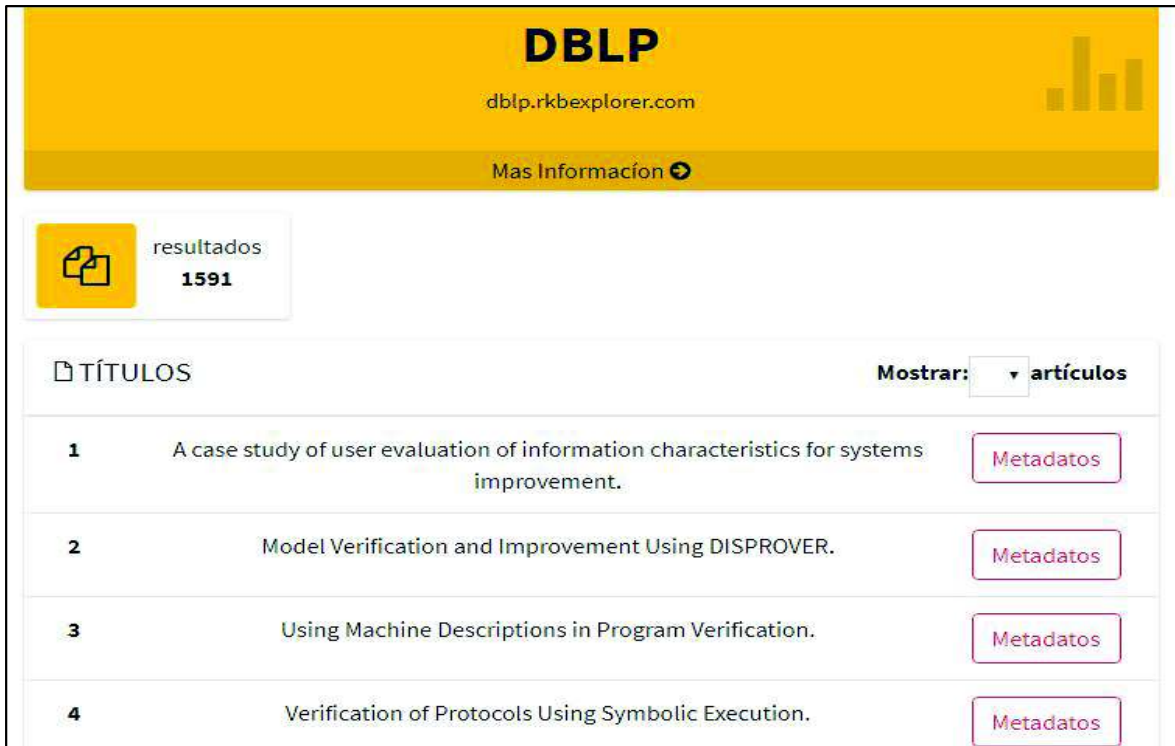 DBLP
dblp.rkbexplorer.com
Mas Informacíon
resultados
1591
TÍTULOS
Mostrar: artículos
1 A case study of user evaluation of information characteristics for systems
improvement.
Metadatos
2 Model Verification and Improvement Using DISPROVER.
Metadatos
3 Using Machine Descriptions in Program Verification.
Metadatos
4 Verification of Protocols Using Symbolic Execution.
Metadatos